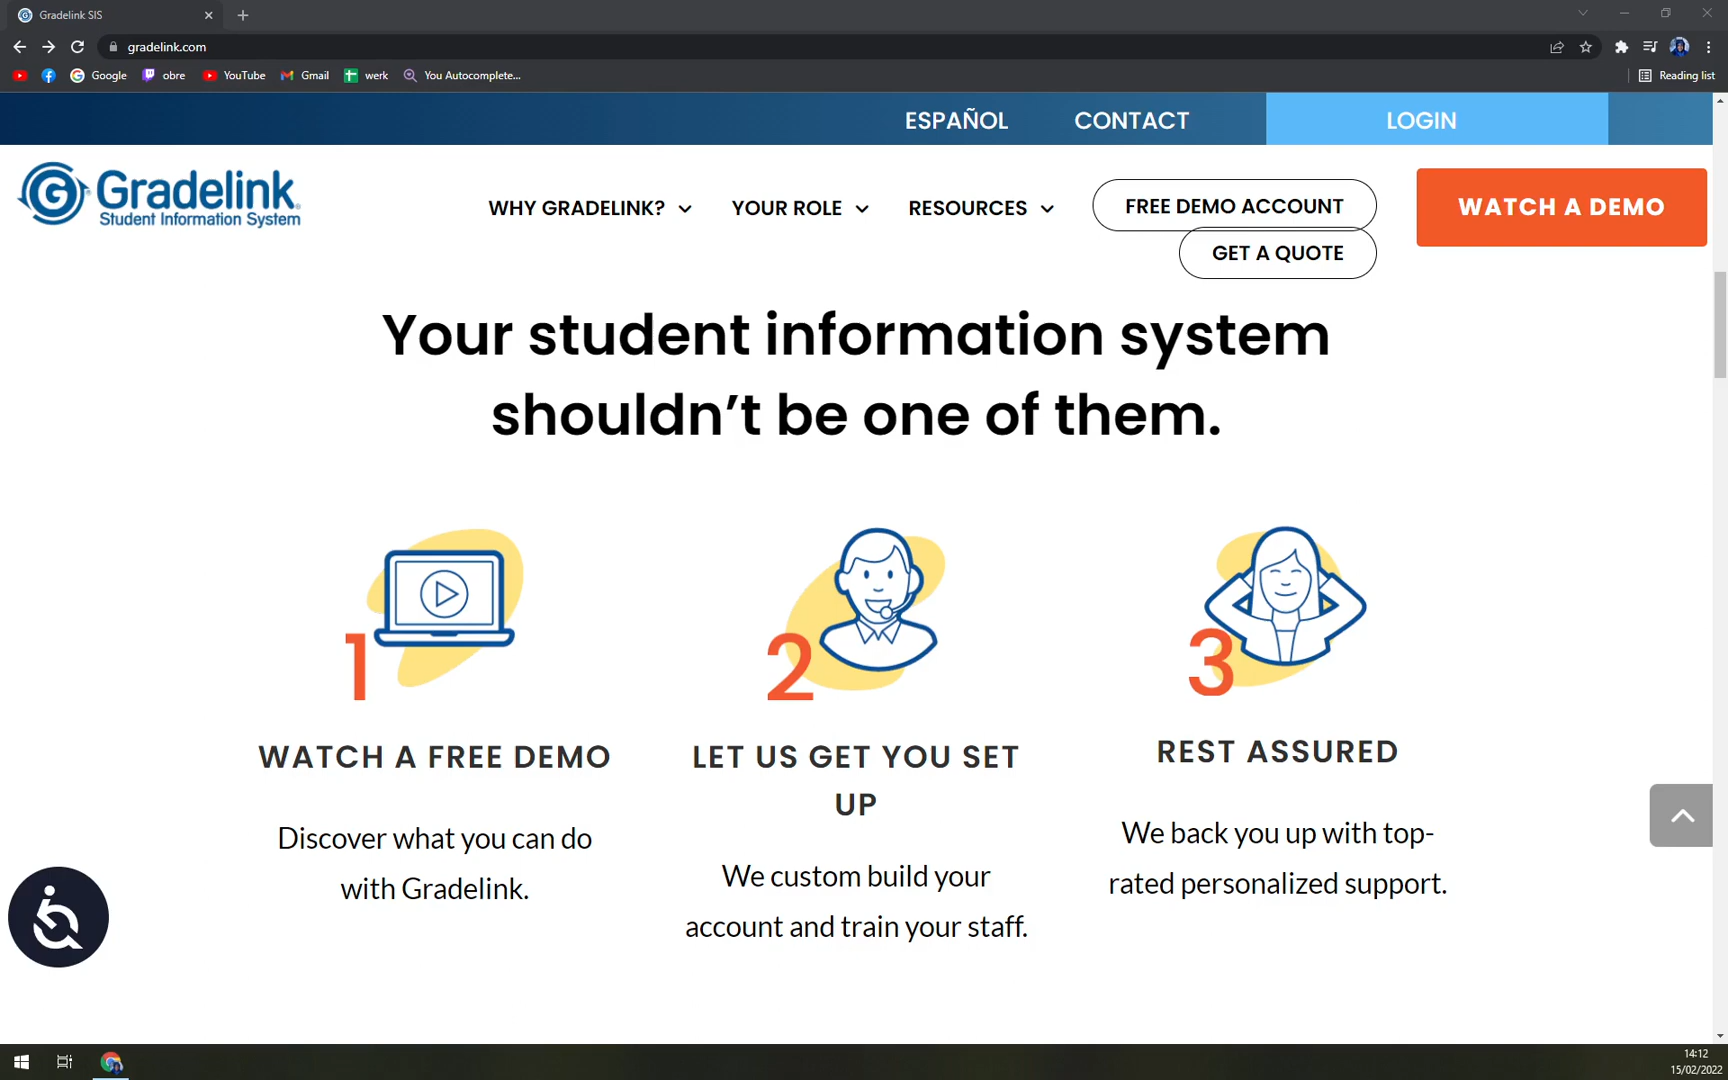 Gradelink SIS
gradelink.com
Google
obre
YouTube
Gmail
werk
You Autocomplete...
Reading list
ESPAÑOL
CONTACT
LOGIN
Gradelink
Student Information System
WHY GRADELINK?
YOUR ROLE
RESOURCES
FREE DEMO ACCOUNT
GET A QUOTE
WATCH A DEMO
Your student information system
shouldn’t be one of them.
1
2
3
WATCH A FREE DEMO
Discover what you can do
with Gradelink.
LET US GET YOU SET
UP
We custom build your
account and train your staff.
REST ASSURED
We back you up with top-
rated personalized support.
14:12
15/02/2022